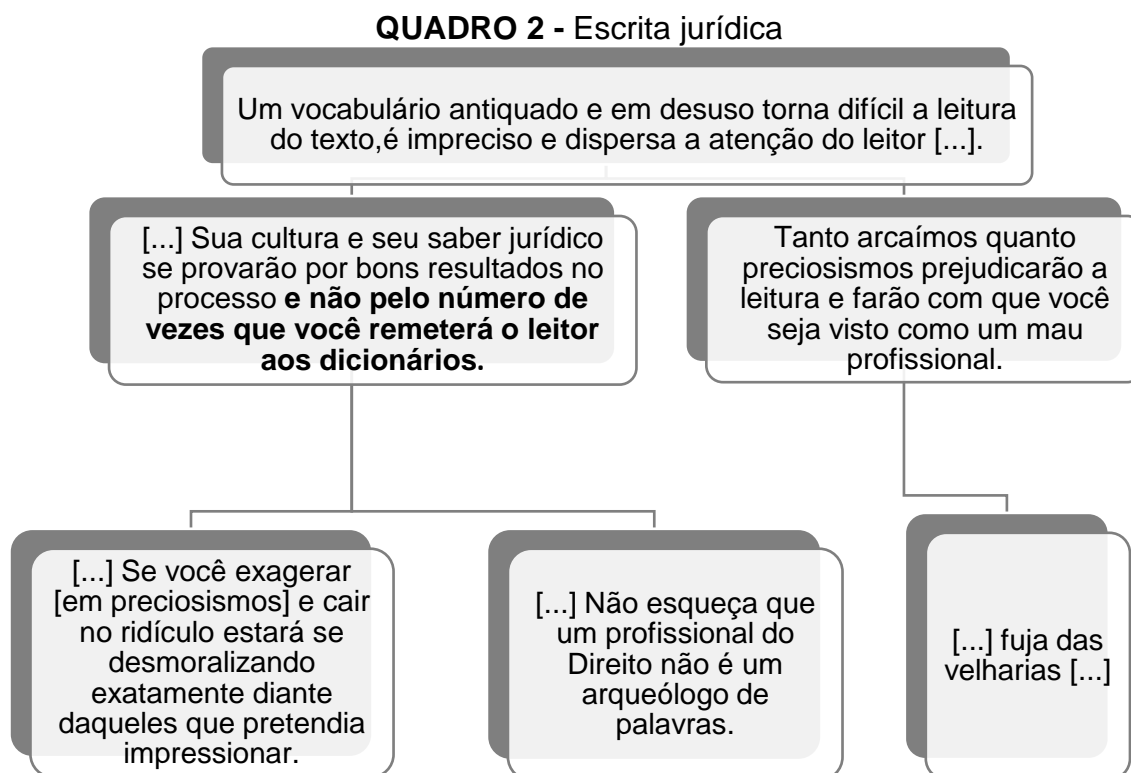 QUADRO 2 - Escrita jurídica
Um vocabulário antiquado e em desuso torna difícil a leitura
do texto,é impreciso e dispersa a atenção do leitor [...].
[...] Sua cultura e seu saber jurídico
se provarão por bons resultados no
processo e não pelo número de
vezes que você remeterá o leitor
aos dicionários.
Tanto arcaímos quanto
preciosismos prejudicarão a
leitura e farão com que você
seja visto como um mau
profissional.
[...] Se você exagerar
[em preciosismos] e cair
no ridículo estará se
desmoralizando
exatamente diante
daqueles que pretendia
impressionar.
[...] Não esqueça que
um profissional do
Direito não é um
arqueólogo de
palavras.
[...] fuja das
velharias [...]